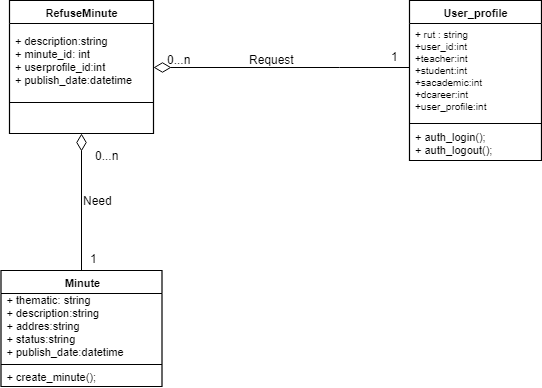 RefuseMinute
+ description:string
+ minute_id: int
+ userprofile_id:int
+ publish_date:datetime
User_profile
+ rut : string
+user_id:int
+teacher:int
+student:int
+sacademic:int
+dcareer:int
+user_profile:int
+ auth_login();
+ auth_logout();
0...n
Request
1
0...n
Need
1
Minute
+ thematic: string
+ description:string
+ addres:string
+ status:string
+ publish_date:datetime
+ create_minute();